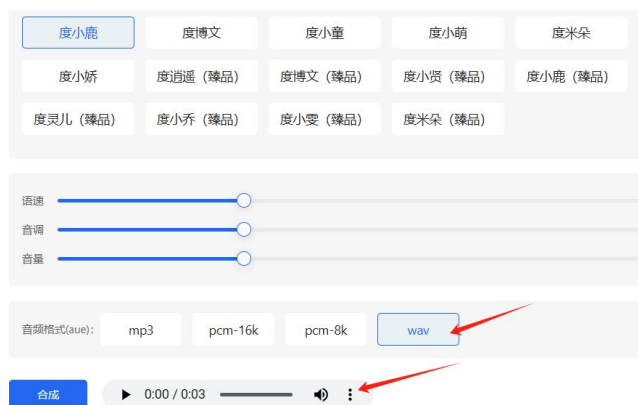 度小鹿 度博文 度小童 度小萌 度米朵
度小娇 度逍遥（臻品） 度博文（臻品） 度小贤（臻品） 度小鹿（臻品）
度灵儿（臻品） 度小乔（臻品） 度小雯（臻品） 度米朵（臻品）
语速
音调
音量
音频格式(aue): mp3 pcm-16k pcm-8k wav
合成 0:00 / 0:03